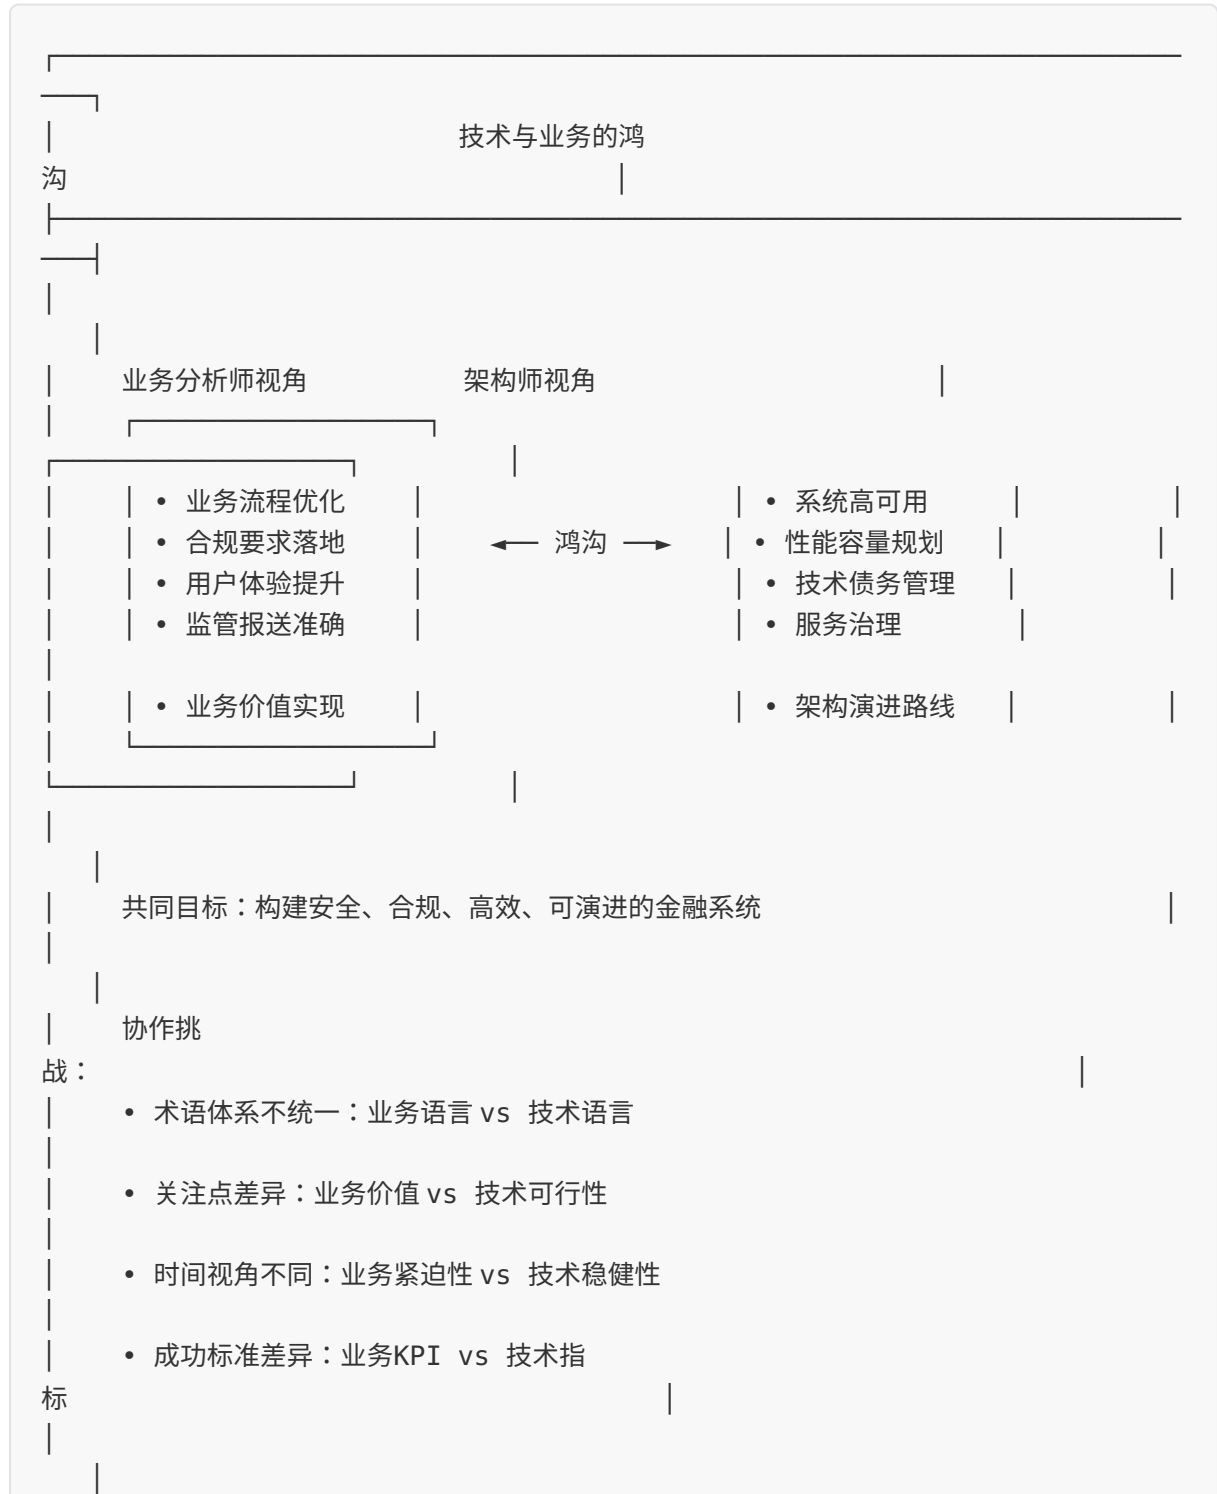 技术与业务的鸿
沟
业务分析师视角 架构师视角
• 业务流程优化 • 系统高可用
• 合规要求落地 ◄── 鸿沟 ──► • 性能容量规划
• 用户体验提升 • 技术债务管理
• 监管报送准确 • 服务治理
• 业务价值实现 • 架构演进路线
共同目标：构建安全、合规、高效、可演进的金融系统
协作挑
战：
• 术语体系不统一：业务语言 vs 技术语言
• 关注点差异：业务价值 vs 技术可行性
• 时间视角不同：业务紧迫性 vs 技术稳健性
• 成功标准差异：业务KPI vs 技术指
标